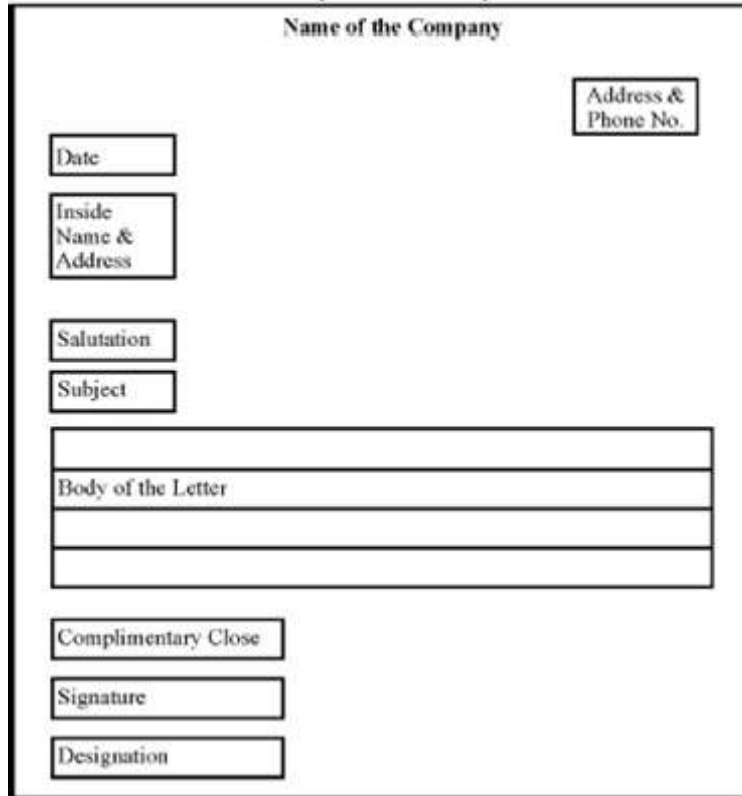 Name of the Company
Address &
Phone No.
Date
Inside
Name &
Address
Salutation
Subject
Body of the Letter
Complimentary Close
Signature
Designation